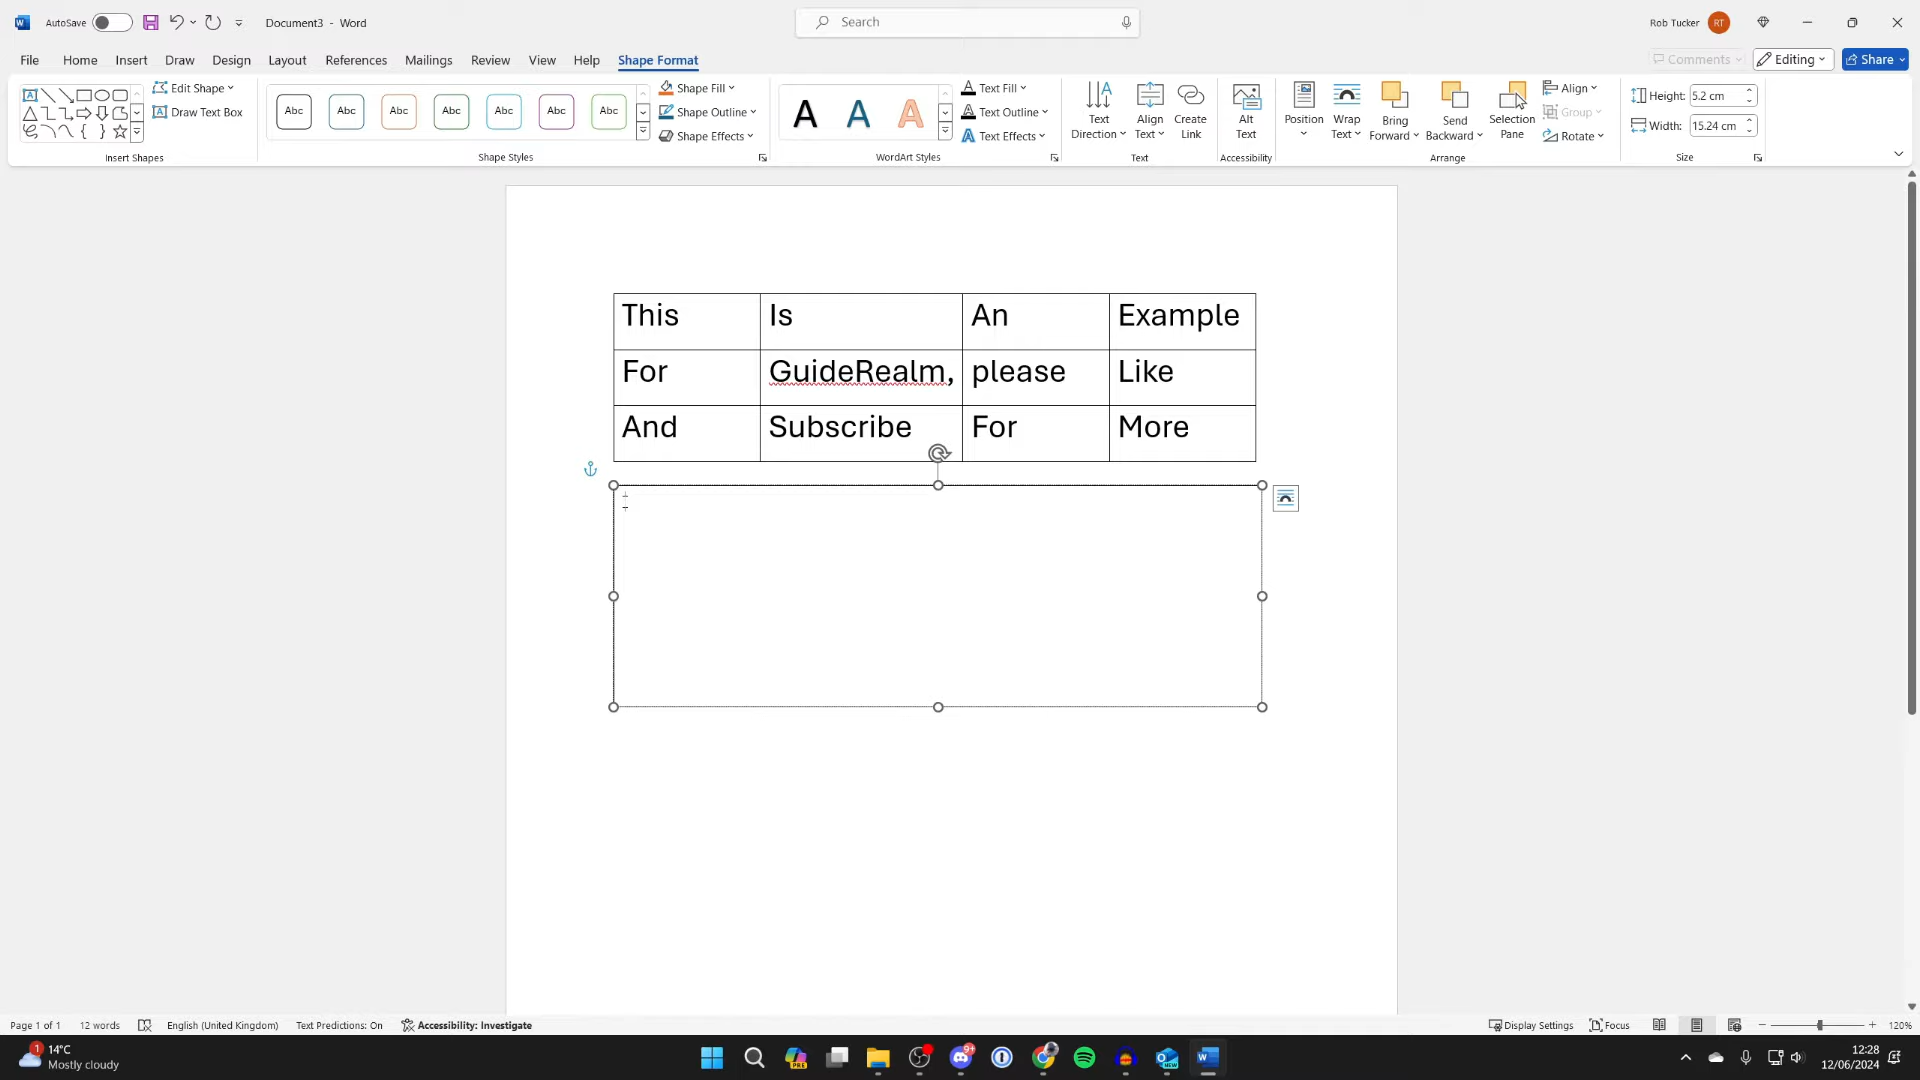 AutoSave
Document3 - Word
Search
Rob Tucker
RT
File
Home
Insert
Draw
Design
Layout
References
Mailings
Review
View
Help
Shape Format
Comments
Editing
Share
Edit Shape
Draw Text Box
Insert Shapes
Abc
Abc
Abc
Abc
Abc
Abc
Abc
Shape Fill
Shape Outline
Shape Effects
Shape Styles
A
A
A
Text Fill
Text Outline
Text Effects
WordArt Styles
Text Direction
Align Text
Create Link
Text
Alt Text
Accessibility
Position
Wrap Text
Bring Forward
Send Backward
Selection Pane
Align
Group
Rotate
Arrange
Height: 5.2 cm
Width: 15.24 cm
Size
This Is An Example
For GuideRealm, please Like
And Subscribe For More
Page 1 of 1
12 words
English (United Kingdom)
Text Predictions: On
Accessibility: Investigate
Display Settings
Focus
120%
1
14°C
Mostly cloudy
PRE
9+
NEW
12:28
12/06/2024